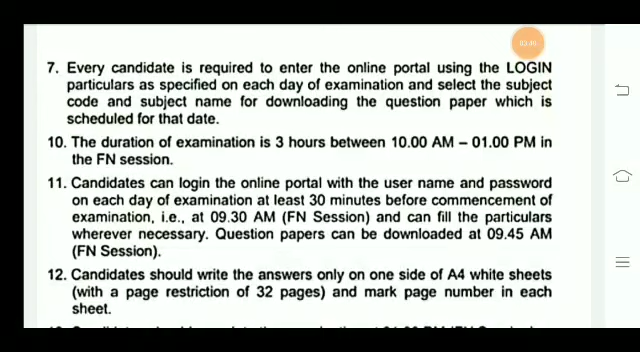 7. Every candidate is required to enter the online portal using the LOGIN
particulars as specified on each day of examination and select the subject
code and subject name for downloading the question paper which is
scheduled for that date.
10. The duration of examination is 3 hours between 10.00 AM – 01.00 PM in
the FN session.
11. Candidates can login the online portal with the user name and password
on each day of examination at least 30 minutes before commencement of
examination, i.e., at 09.30 AM (FN Session) and can fill the particulars
wherever necessary. Question papers can be downloaded at 09.45 AM
(FN Session).
12. Candidates should write the answers only on one side of A4 white sheets
(with a page restriction of 32 pages) and mark page number in each
sheet.